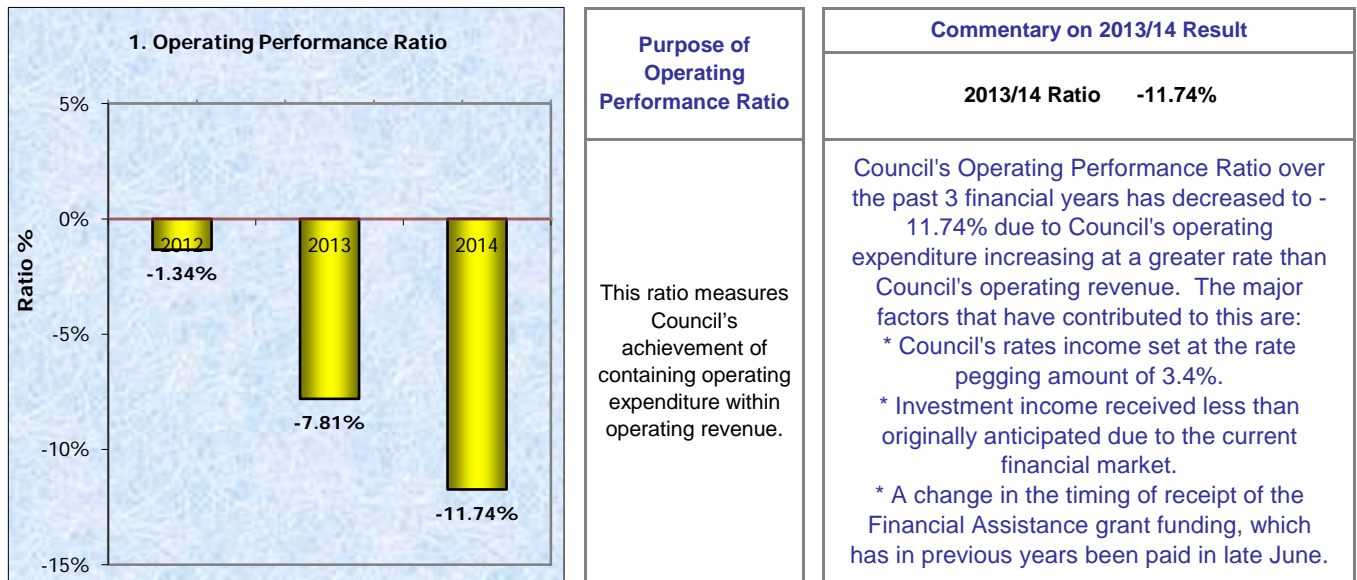 1. Operating Performance Ratio
Ratio %
5%
0%
-5%
-10%
-15%
2012
2013
2014
-1.34%
-7.81%
-11.74%
Purpose of
Operating
Performance Ratio
This ratio measures
Council’s
achievement of
containing operating
expenditure within
operating revenue.
Commentary on 2013/14 Result
2013/14 Ratio -11.74%
Council's Operating Performance Ratio over
the past 3 financial years has decreased to -
11.74% due to Council's operating
expenditure increasing at a greater rate than
Council's operating revenue. The major
factors that have contributed to this are:
* Council's rates income set at the rate
pegging amount of 3.4%.
* Investment income received less than
originally anticipated due to the current
financial market.
* A change in the timing of receipt of the
Financial Assistance grant funding, which
has in previous years been paid in late June.